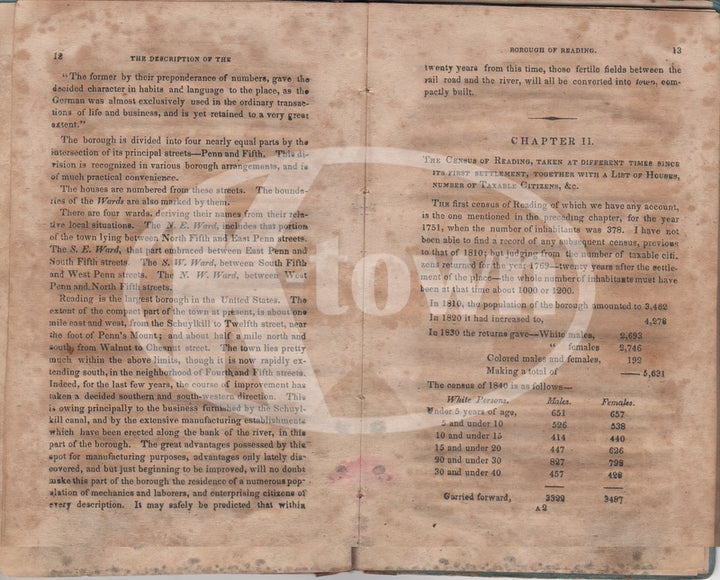 12 THE DESCRIPTION OF THE
"The former by their preponderance of numbers, gave the
decided character in habits and language to the place, as the
German was almost exclusively used in the ordinary transac-
tions of life and business, and is yet retained to a very great
extent."
The borough is divided into four nearly equal parts by the
intersection of its principal streets—Penn and Fifth. This di-
vision is recognized in various borough arrangements, and is
of much practical convenience.
The houses are numbered from these streets. The bounda-
ries of the Wards are also marked by them.
There are four wards, deriving their names from their rela-
tive local situations. The N. E. Ward, includes that portion
of the town lying between North Fifth and East Penn streets.
The S. E. Ward, that part embraced between East Penn and
South Fifth streets. The S. W. Ward, between South Fifth
and West Penn streets. The N. W. Ward, between West
Penn and North Fifth streets.
Reading is the largest borough in the United States. The
extent of the compact part of the town at present, is about one
mile east and west, from the Schuylkill to Twelfth street, near
the foot of Penn's Mount; and about half a mile north and
south, from Walnut to Chesnut street. The town lies pretty
much within the above limits, though it is now rapidly ex-
tending south, in the neighborhood of Fourth and Fifth streets.
Indeed, for the last few years, the course of improvement has
taken a decided southern and south-western direction. This
is owing principally to the business furnished by the Schuyl-
kill canal, and by the extensive manufacturing establishments
which have been erected along the bank of the river, in this
part of the borough. The great advantages possessed by this
spot for manufacturing purposes, advantages only lately dis-
covered, and but just beginning to be improved, will no doubt
make this part of the borough the residence of a numerous pop-
ulation of mechanics and laborers, and enterprising citizens of
every description. It may safely be predicted that within
BOROUGH OF READING. 13
twenty years from this time, those fertile fields between the
rail road and the river, will all be converted into town, com-
pactly built.
CHAPTER II.
THE CENSUS OF READING, TAKEN AT DIFFERENT TIMES SINCE
ITS FIRST SETTLEMENT, TOGETHER WITH A LIST OF HOUSES,
NUMBER OF TAXABLE CITIZENS, &C.
THE first census of Reading of which we have any account,
is the one mentioned in the preceding chapter, for the year
1751, when the number of inhabitants was 378. I have not
been able to find a record of any subsequent census, previous
to that of 1810; but judging from the number of taxable citi-
zens returned for the year 1769—twenty years after the settle-
ment of the place—the whole number of inhabitants must have
been at that time about 1000 or 1200.
In 1810, the population of the borough amounted to 3,462
In 1820 it had increased to, 4,278
In 1830 the returns gave—White males, 2,693
" females 2,746
Colored males and females, 192
Making a total of —— 5,631
The census of 1840 is as follows—
White Persons. Males. Females.
Under 5 years of age, 651 657
5 and under 10 526 538
10 and under 15 414 440
15 and under 20 447 626
20 and under 30 827 798
30 and under 40 457 428
Carried forward, 3322 3487
A2